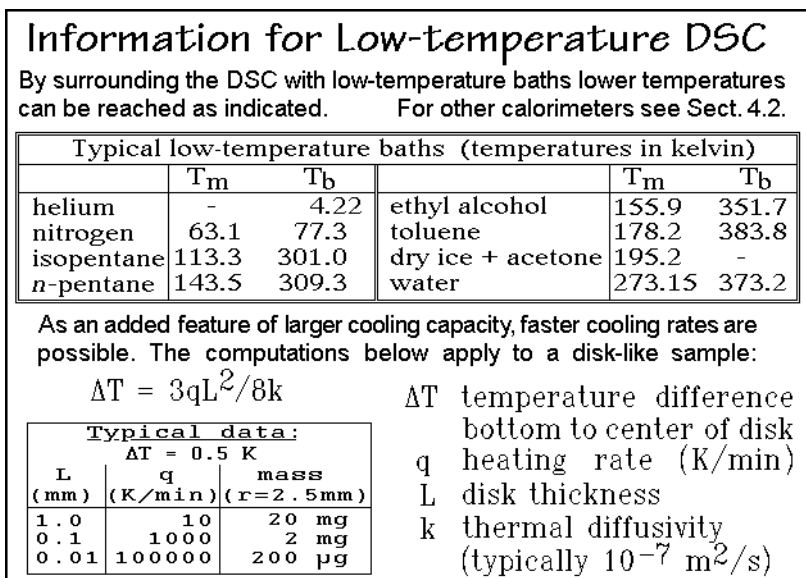 Information for Low-temperature DSC
By surrounding the DSC with low-temperature baths lower temperatures
can be reached as indicated. For other calorimeters see Sect. 4.2.
Typical low-temperature baths (temperatures in kelvin)
Tm Tb Tm Tb
helium - 4.22 ethyl alcohol 155.9 351.7
nitrogen 63.1 77.3 toluene 178.2 383.8
isopentane 113.3 301.0 dry ice + acetone 195.2 -
n-pentane 143.5 309.3 water 273.15 373.2
As an added feature of larger cooling capacity, faster cooling rates are
possible. The computations below apply to a disk-like sample:
ΔT = 3qL²/8k
Typical data:
ΔT = 0.5 K
L q mass
(mm) (K/min) (r=2.5mm)
1.0 10 20 mg
0.1 1000 2 mg
0.01 100000 200 µg
ΔT temperature difference
bottom to center of disk
q heating rate (K/min)
L disk thickness
k thermal diffusivity
(typically 10⁻⁷ m²/s)